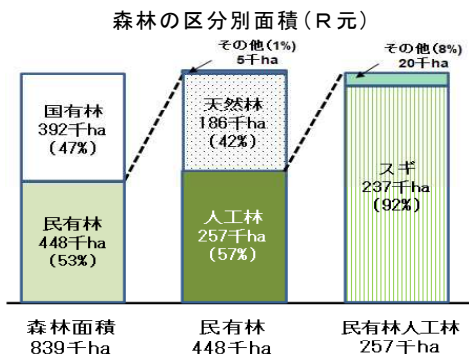 森林の区分別面積(R元)
国有林
392千ha
(47%)
民有林
448千ha
(53%)
森林面積
839千ha
その他(1%)
5千ha
天然林
186千ha
(42%)
人工林
257千ha
(57%)
民有林
448千ha
その他(8%)
20千ha
スギ
237千ha
(92%)
民有林人工林
257千ha